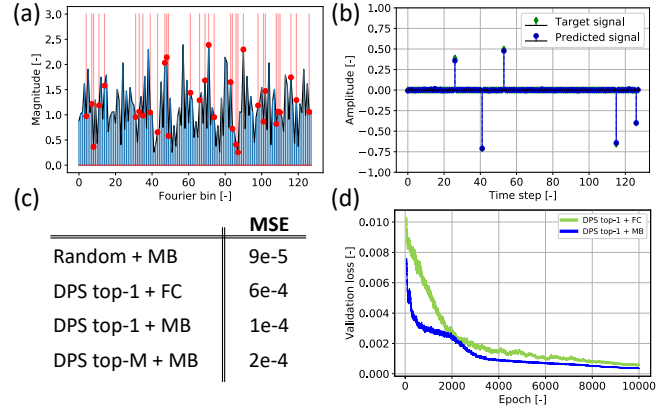 (a)
2.5
2.0
1.5
1.0
0.5
0.0
Magnitude [-]
0 20 40 60 80 100 120
Fourier bin [-]
(b)
1.00
0.75
0.50
0.25
0.00
−0.25
−0.50
−0.75
−1.00
Amplitude [-]
Target signal
Predicted signal
0 20 40 60 80 100 120
Time step [-]
(c)
MSE
Random + MB 9e-5
DPS top-1 + FC 6e-4
DPS top-1 + MB 1e-4
DPS top-M + MB 2e-4
(d)
0.010
0.008
0.006
0.004
0.002
0.000
Validation loss [-]
DPS top-1 + FC
DPS top-1 + MB
0 2000 4000 6000 8000 10000
Epoch [-]